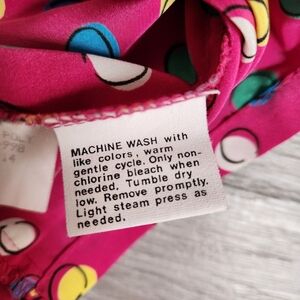 MACHINE WASH with
like colors, warm
gentle cycle. Only non-
chlorine bleach when
needed. Tumble dry
low. Remove promptly.
Light steam press as
needed.